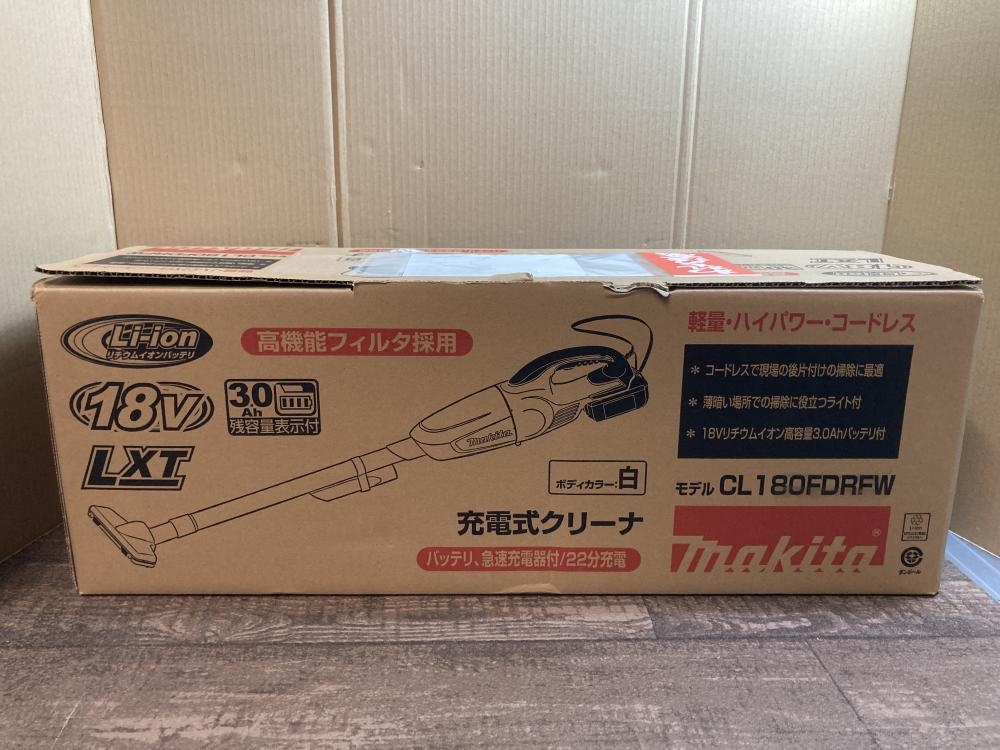 Li-ion
リチウムイオンバッテリ
高機能フィルタ採用
18V
3.0
Ah
残容量表示付
LXT
makita
ボディカラー:白
充電式クリーナ
バッテリ、急速充電器付/22分充電
軽量・ハイパワー・コードレス
* コードレスで現場の後片付けの掃除に最適
* 薄暗い場所での掃除に役立つライト付
* 18Vリチウムイオン高容量3.0Ahバッテリ付
モデル CL180FDRFW
makita®
Li-ion
ダンボール